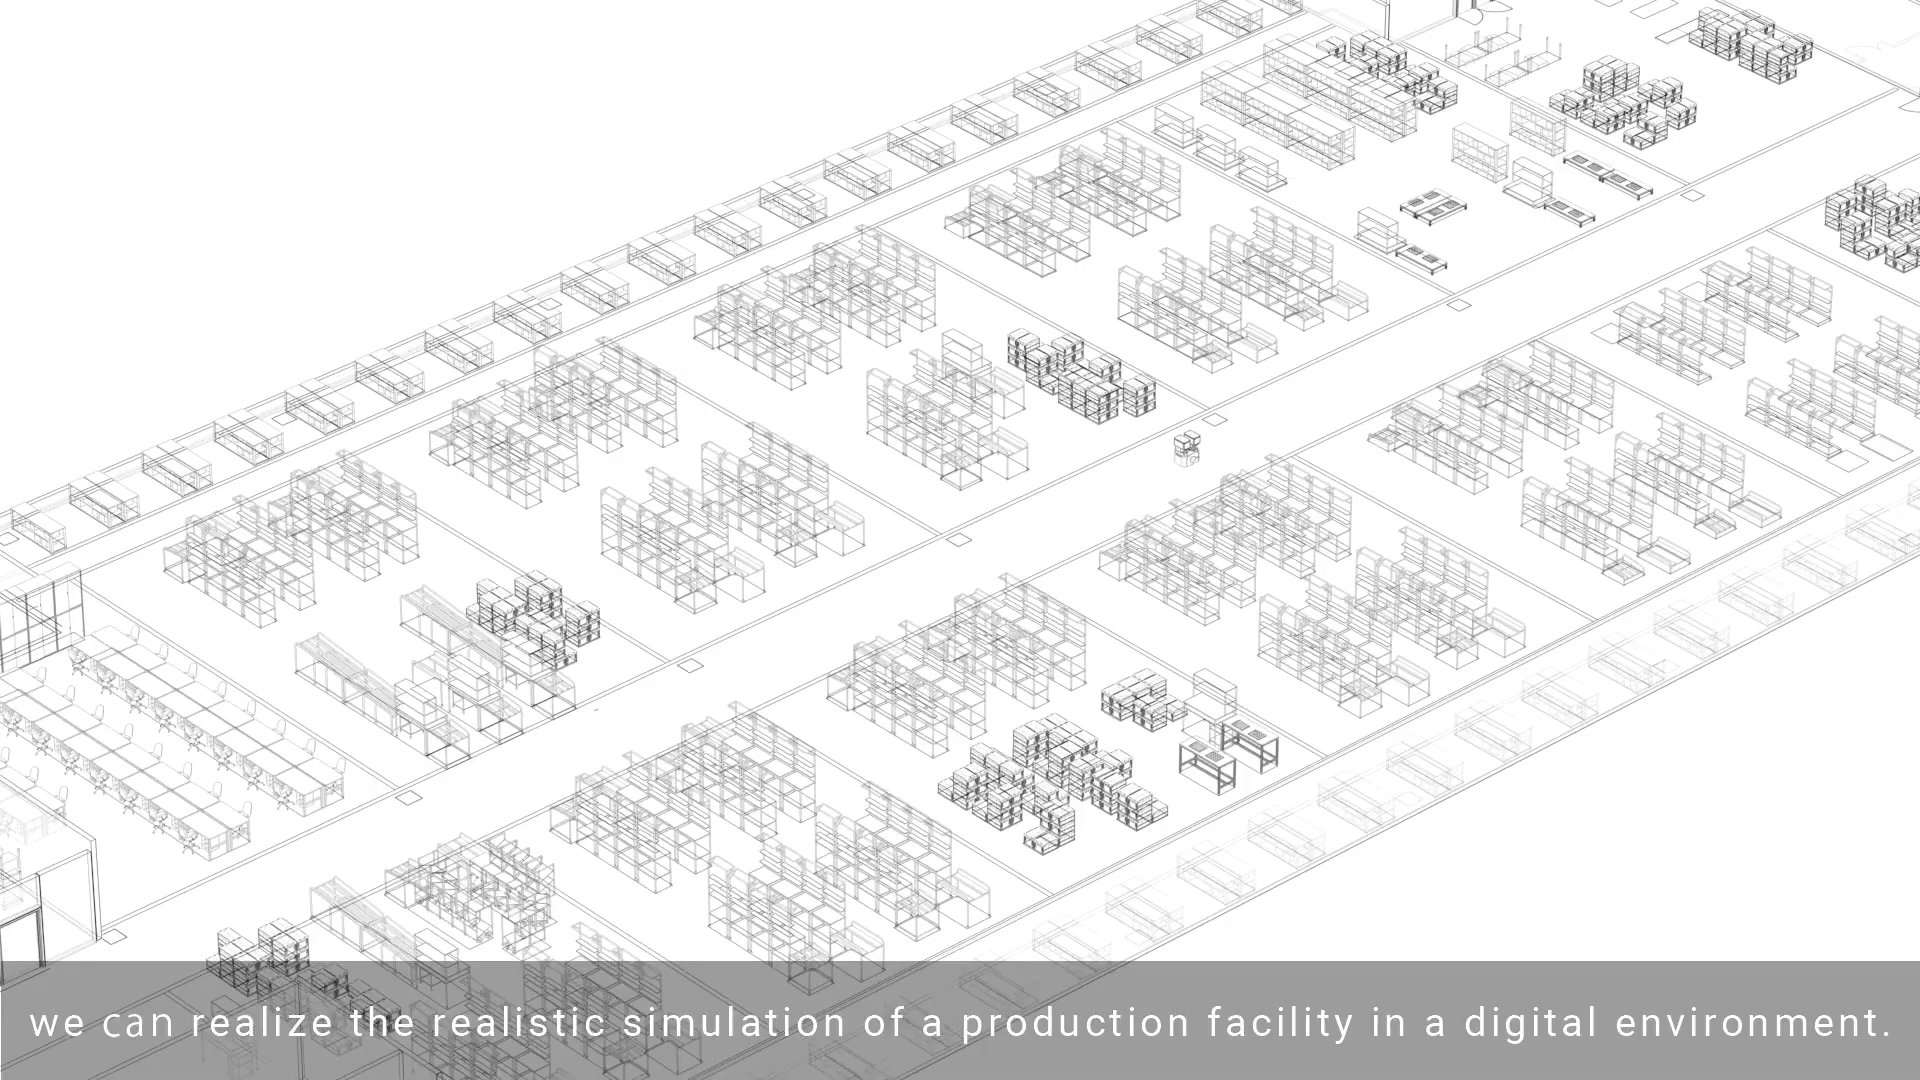 we can realize the realistic simulation of a production facility in a digital environment.